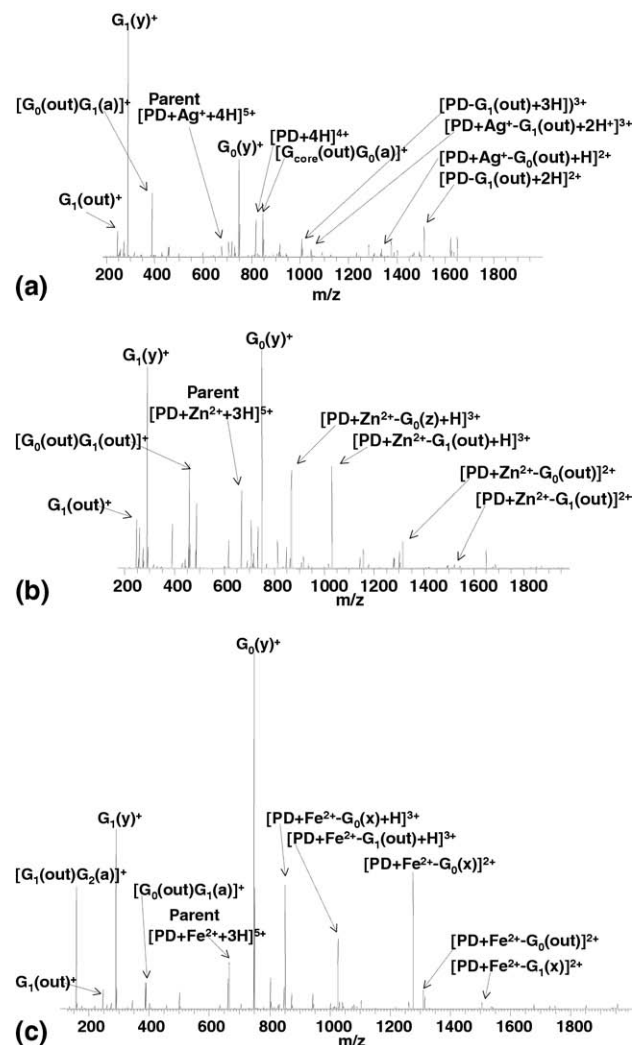 G₁(y)⁺
[G₀(out)G₁(a)]⁺
Parent
[PD+Ag⁺+4H]⁵⁺
G₀(y)⁺
[PD+4H]⁴⁺
[G_core(out)G₀(a)]⁺
[PD-G₁(out)+3H])³⁺
[PD+Ag⁺-G₁(out)+2H⁺]³⁺
[PD+Ag⁺-G₀(out)+H]²⁺
[PD-G₁(out)+2H]²⁺
G₁(out)⁺
(a)
200 400 600 800 1000 1200 1400 1600 1800
m/z
G₀(y)⁺
G₁(y)⁺
Parent
[PD+Zn²⁺+3H]⁵⁺
[PD+Zn²⁺-G₀(z)+H]³⁺
[PD+Zn²⁺-G₁(out)+H]³⁺
[G₀(out)G₁(out)]⁺
[PD+Zn²⁺-G₀(out)]²⁺
[PD+Zn²⁺-G₁(out)]²⁺
G₁(out)⁺
(b)
200 400 600 800 1000 1200 1400 1600 1800
m/z
G₀(y)⁺
G₁(y)⁺
[PD+Fe²⁺-G₀(x)+H]³⁺
[PD+Fe²⁺-G₁(out)+H]³⁺
[PD+Fe²⁺-G₀(x)]²⁺
[G₁(out)G₂(a)]⁺
[G₀(out)G₁(a)]⁺
Parent
[PD+Fe²⁺+3H]⁵⁺
[PD+Fe²⁺-G₀(out)]²⁺
[PD+Fe²⁺-G₁(x)]²⁺
G₁(out)⁺
(c)
200 400 600 800 1000 1200 1400 1600 1800
m/z